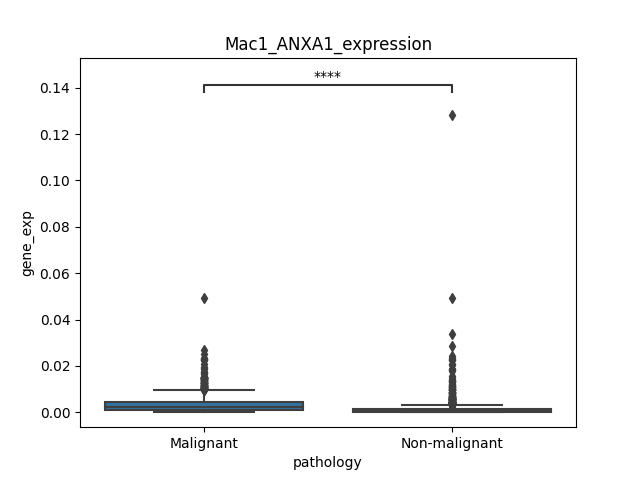 Mac1_ANXA1_expression
****
0.14
0.12
0.10
0.08
0.06
0.04
0.02
0.00
gene_exp
Malignant
Non-malignant
pathology